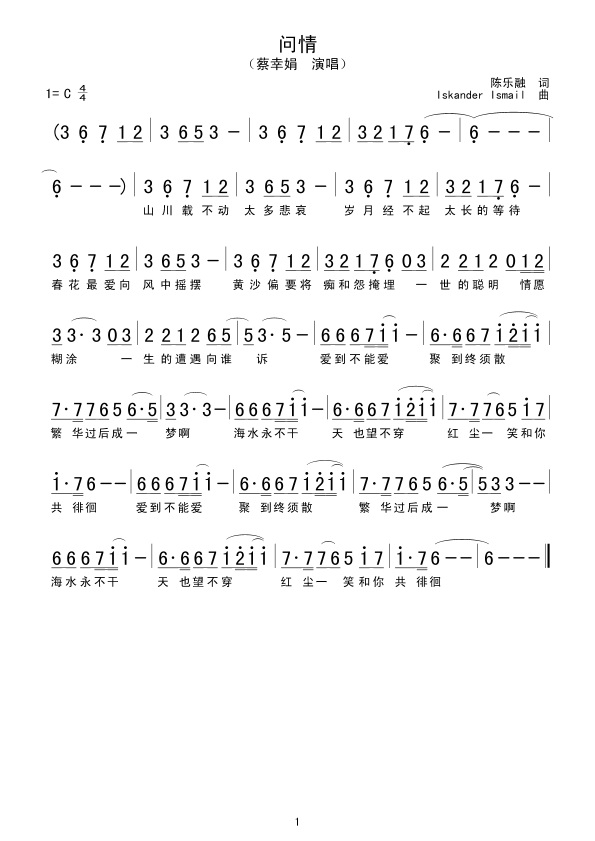 问情
（蔡幸娟 演唱）
陈乐融 词
1= C 4/4
Iskander Ismail 曲
(3 6 7 1 2 | 3 6 5 3 - | 3 6 7 1 2 | 3 2 1 7 6 - | 6 - - - |
6 - - -) | 3 6 7 1 2 | 3 6 5 3 - | 3 6 7 1 2 | 3 2 1 7 6 - |
山川载不动 太多悲哀 岁月经不起 太长的等待
3 6 7 1 2 | 3 6 5 3 - | 3 6 7 1 2 | 3 2 1 7 6 0 3 | 2 2 1 2 0 1 2 |
春花最爱向 风中摇摆 黄沙偏要将 痴和怨掩埋 一 世的聪明 情愿
3 3· 3 0 3 | 2 2 1 2 6 5 | 5 3· 5 - | 6 6 6 7 i i - | 6· 6 6 7 i 2 i i |
糊涂 一 生的遭遇向谁 诉 爱到不能爱 聚 到终须散
7· 7 7 6 5 6· 5 | 3 3· 3 - | 6 6 6 7 i i - | 6· 6 6 7 i 2 i i | 7· 7 7 6 5 i 7 |
繁 华过后成一 梦啊 海水永不干 天 也望不穿 红 尘一 笑和你
i· 7 6 - - | 6 6 6 7 i i - | 6· 6 6 7 i 2 i i | 7· 7 7 6 5 6· 5 | 5 3 3 - - |
共 徘徊 爱到不能爱 聚 到终须散 繁 华过后成一 梦啊
6 6 6 7 i i - | 6· 6 6 7 i 2 i i | 7· 7 7 6 5 i 7 | i· 7 6 - - | 6 - - - ‖
海水永不干 天 也望不穿 红 尘一 笑和你 共 徘徊
1